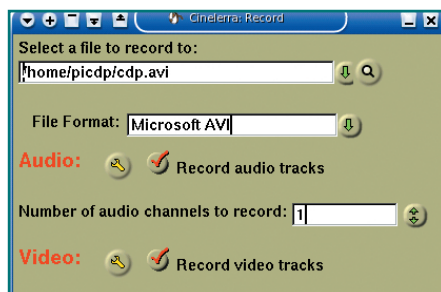 Cinelerra: Record
Select a file to record to:
/home/picdp/cdp.avi
File Format: Microsoft AVI
Audio: Record audio tracks
Number of audio channels to record: 1
Video: Record video tracks